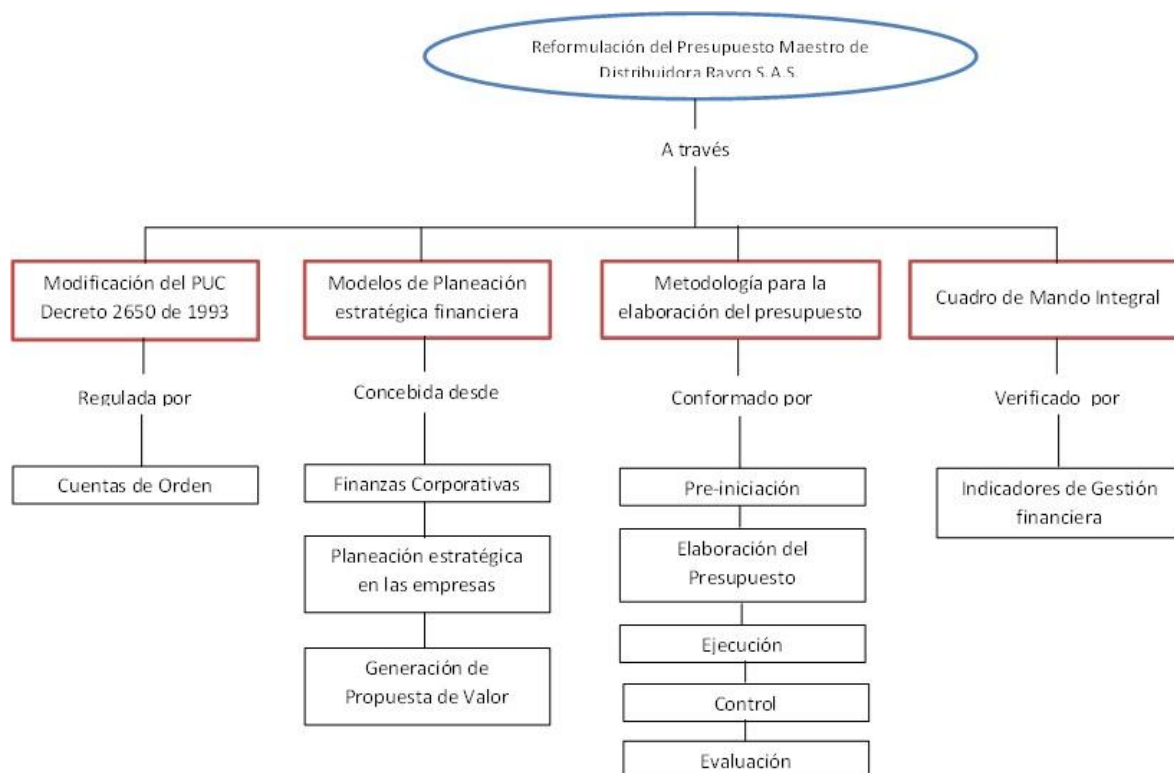 Reformulación del Presupuesto Maestro de
Distribuidora Rayco S.A.S.
A través
Modificación del PUC
Decreto 2650 de 1993
Regulada por
Cuentas de Orden
Modelos de Planeación
estratégica financiera
Concebida desde
Finanzas Corporativas
Planeación estratégica
en las empresas
Generación de
Propuesta de Valor
Metodología para la
elaboración del presupuesto
Conformado por
Pre-iniciación
Elaboración del
Presupuesto
Ejecución
Control
Evaluación
Cuadro de Mando Integral
Verificado por
Indicadores de Gestión
financiera